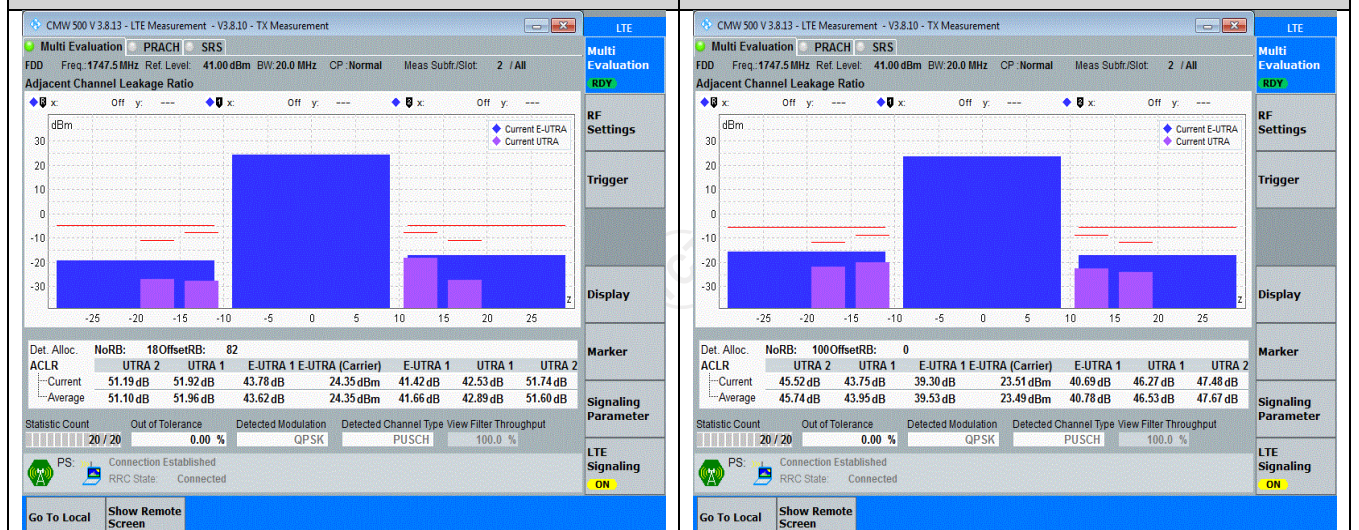 CMW 500 V 3.8.13 - LTE Measurement - V3.8.10 - TX Measurement
LTE
Multi Evaluation PRACH SRS
Multi Evaluation
RDY
FDD Freq.:1747.5 MHz Ref. Level: 41.00 dBm BW:20.0 MHz CP :Normal Meas Subfr./Slot: 2 / All
Adjacent Channel Leakage Ratio
0 x: Off y: --- 1 x: Off y: --- 2 x: Off y: ---
RF Settings
dBm
Current E-UTRA
Current UTRA
30
20
10
0
-10
-20
-30
z
-25 -20 -15 -10 -5 0 5 10 15 20 25
Trigger
Display
Marker
Det. Alloc. NoRB: 18 OffsetRB: 82
ACLR UTRA 2 UTRA 1 E-UTRA 1 E-UTRA (Carrier) E-UTRA 1 UTRA 1 UTRA 2
Current 51.19 dB 51.92 dB 43.78 dB 24.35 dBm 41.42 dB 42.53 dB 51.74 dB
Average 51.10 dB 51.96 dB 43.62 dB 24.35 dBm 41.66 dB 42.89 dB 51.60 dB
Signaling Parameter
Statistic Count Out of Tolerance Detected Modulation Detected Channel Type View Filter Throughput
20 / 20 0.00 % QPSK PUSCH 100.0 %
PS: Connection Established
RRC State: Connected
LTE Signaling
ON
Go To Local Show Remote Screen
CMW 500 V 3.8.13 - LTE Measurement - V3.8.10 - TX Measurement
LTE
Multi Evaluation PRACH SRS
Multi Evaluation
RDY
FDD Freq.:1747.5 MHz Ref. Level: 41.00 dBm BW:20.0 MHz CP :Normal Meas Subfr./Slot: 2 / All
Adjacent Channel Leakage Ratio
0 x: Off y: --- 1 x: Off y: --- 2 x: Off y: ---
RF Settings
dBm
Current E-UTRA
Current UTRA
30
20
10
0
-10
-20
-30
z
-25 -20 -15 -10 -5 0 5 10 15 20 25
Trigger
Display
Marker
Det. Alloc. NoRB: 100 OffsetRB: 0
ACLR UTRA 2 UTRA 1 E-UTRA 1 E-UTRA (Carrier) E-UTRA 1 UTRA 1 UTRA 2
Current 45.52 dB 43.75 dB 39.30 dB 23.51 dBm 40.69 dB 46.27 dB 47.48 dB
Average 45.74 dB 43.95 dB 39.53 dB 23.49 dBm 40.78 dB 46.53 dB 47.67 dB
Signaling Parameter
Statistic Count Out of Tolerance Detected Modulation Detected Channel Type View Filter Throughput
20 / 20 0.00 % QPSK PUSCH 100.0 %
PS: Connection Established
RRC State: Connected
LTE Signaling
ON
Go To Local Show Remote Screen